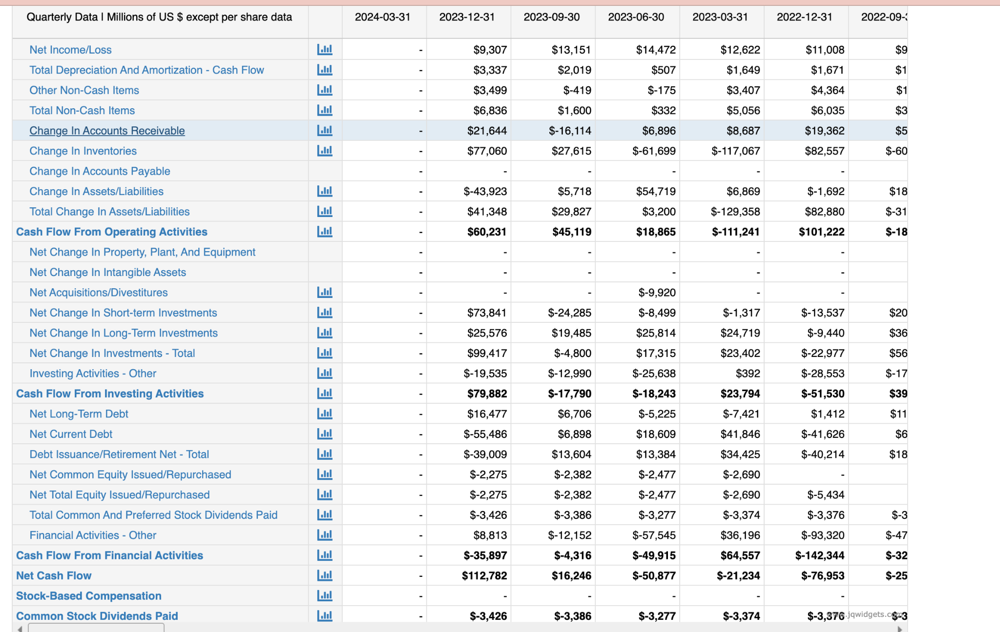 Quarterly Data | Millions of US $ except per share data 2024-03-31 2023-12-31 2023-09-30 2023-06-30 2023-03-31 2022-12-31 2022-09-3
Net Income/Loss - $9,307 $13,151 $14,472 $12,622 $11,008 $9
Total Depreciation And Amortization - Cash Flow - $3,337 $2,019 $507 $1,649 $1,671 $1
Other Non-Cash Items - $3,499 $-419 $-175 $3,407 $4,364 $1
Total Non-Cash Items - $6,836 $1,600 $332 $5,056 $6,035 $3
Change In Accounts Receivable - $21,644 $-16,114 $6,896 $8,687 $19,362 $5
Change In Inventories - $77,060 $27,615 $-61,699 $-117,067 $82,557 $-60
Change In Accounts Payable - - - - - -
Change In Assets/Liabilities - $-43,923 $5,718 $54,719 $6,869 $-1,692 $18
Total Change In Assets/Liabilities - $41,348 $29,827 $3,200 $-129,358 $82,880 $-31
Cash Flow From Operating Activities - $60,231 $45,119 $18,865 $-111,241 $101,222 $-18
Net Change In Property, Plant, And Equipment - - - - - -
Net Change In Intangible Assets - - - - - -
Net Acquisitions/Divestitures - - - $-9,920 - -
Net Change In Short-term Investments - $73,841 $-24,285 $-8,499 $-1,317 $-13,537 $20
Net Change In Long-Term Investments - $25,576 $19,485 $25,814 $24,719 $-9,440 $36
Net Change In Investments - Total - $99,417 $-4,800 $17,315 $23,402 $-22,977 $56
Investing Activities - Other - $-19,535 $-12,990 $-25,638 $392 $-28,553 $-17
Cash Flow From Investing Activities - $79,882 $-17,790 $-18,243 $23,794 $-51,530 $39
Net Long-Term Debt - $16,477 $6,706 $-5,225 $-7,421 $1,412 $11
Net Current Debt - $-55,486 $6,898 $18,609 $41,846 $-41,626 $6
Debt Issuance/Retirement Net - Total - $-39,009 $13,604 $13,384 $34,425 $-40,214 $18
Net Common Equity Issued/Repurchased - $-2,275 $-2,382 $-2,477 $-2,690 -
Net Total Equity Issued/Repurchased - $-2,275 $-2,382 $-2,477 $-2,690 $-5,434
Total Common And Preferred Stock Dividends Paid - $-3,426 $-3,386 $-3,277 $-3,374 $-3,376 $-3
Financial Activities - Other - $8,813 $-12,152 $-57,545 $36,196 $-93,320 $-47
Cash Flow From Financial Activities - $-35,897 $-4,316 $-49,915 $64,557 $-142,344 $-32
Net Cash Flow - $112,782 $16,246 $-50,877 $-21,234 $-76,953 $-25
Stock-Based Compensation - - - - - -
Common Stock Dividends Paid - $-3,426 $-3,386 $-3,277 $-3,374 $-3,376 $-3
www.jqwidgets.com